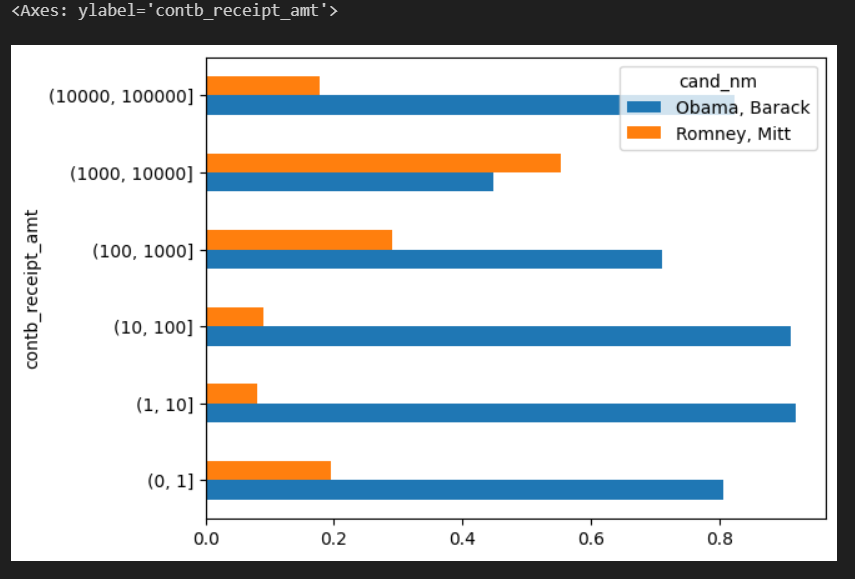 <Axes: ylabel='contb_receipt_amt'>
cand_nm
Obama, Barack
Romney, Mitt
contb_receipt_amt
(10000, 100000]
(1000, 10000]
(100, 1000]
(10, 100]
(1, 10]
(0, 1]
0.0 0.2 0.4 0.6 0.8